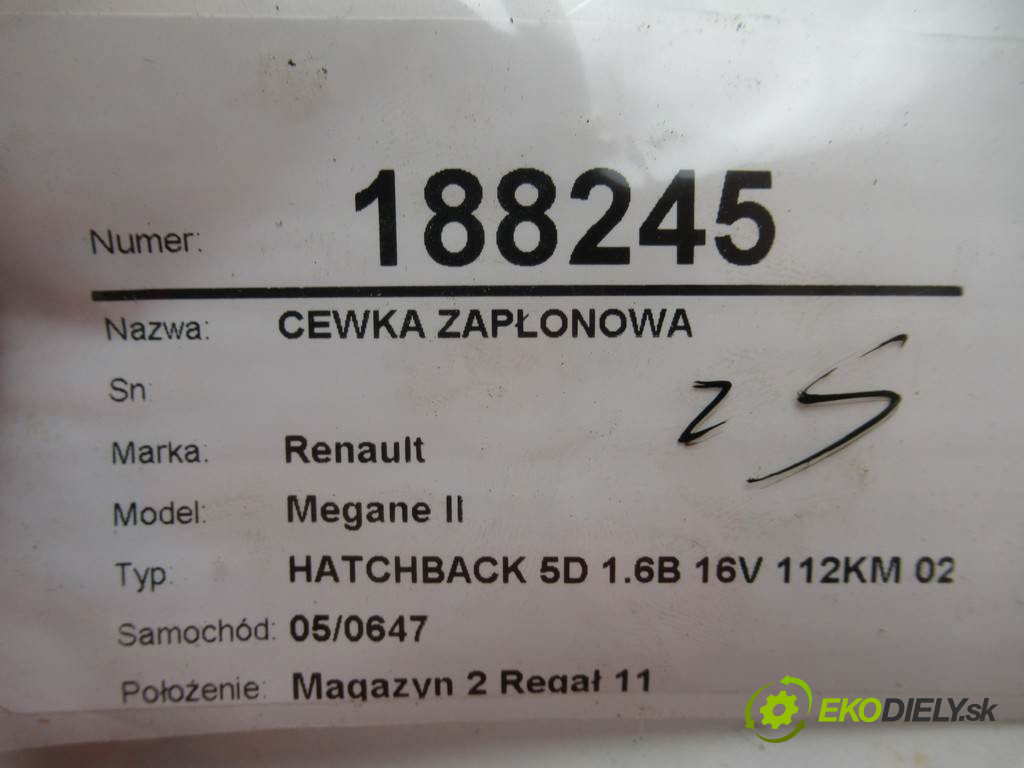 Numer: 188245
Nazwa: CEWKA ZAPŁONOWA
Sn:
25
Marka: Renault
Model: Megane II
Typ: HATCHBACK 5D 1.6B 16V 112KM 02
Samochód: 05/0647
Położenie: Magazyn 2 Regał 11
EKODIELY.sk